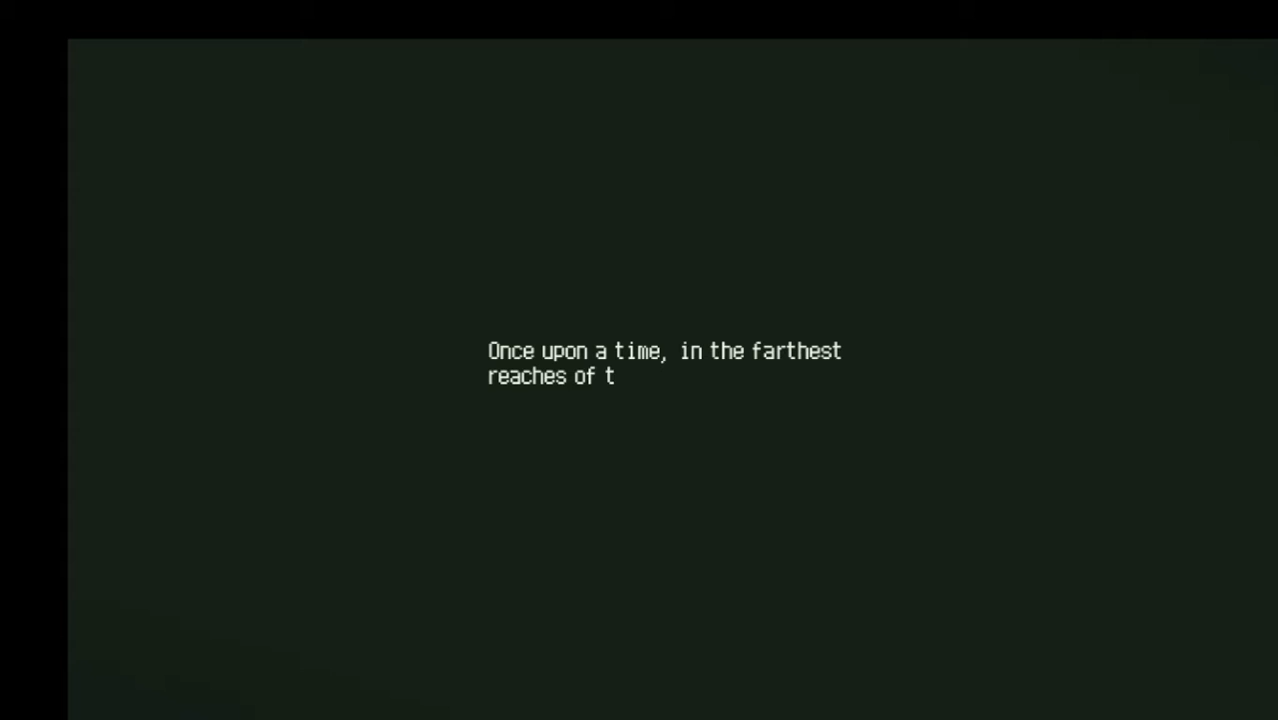 Once upon a time, in the farthest
reaches of t